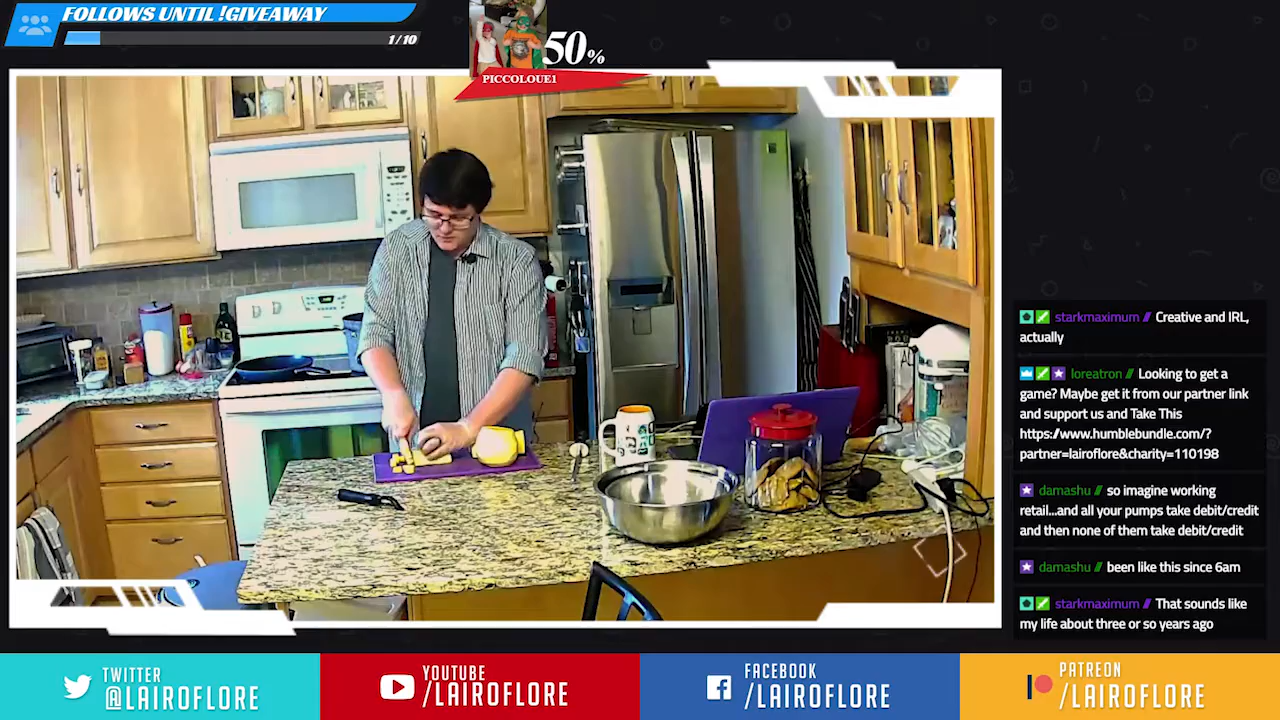 FOLLOWS UNTIL !GIVEAWAY
1/10
50%
PICCOLOUE1
starkmaximum // Creative and IRL,
actually
loreatron // Looking to get a
game? Maybe get it from our partner link
and support us and Take This
https://www.humblebundle.com/?
partner=lairoflore&charity=110198
damashu // so imagine working
retail...and all your pumps take debit/credit
and then none of them take debit/credit
damashu // been like this since 6am
starkmaximum // That sounds like
my life about three or so years ago
TWITTER
@LAIROFLORE
YOUTUBE
/LAIROFLORE
FACEBOOK
/LAIROFLORE
PATREON
/LAIROFLORE